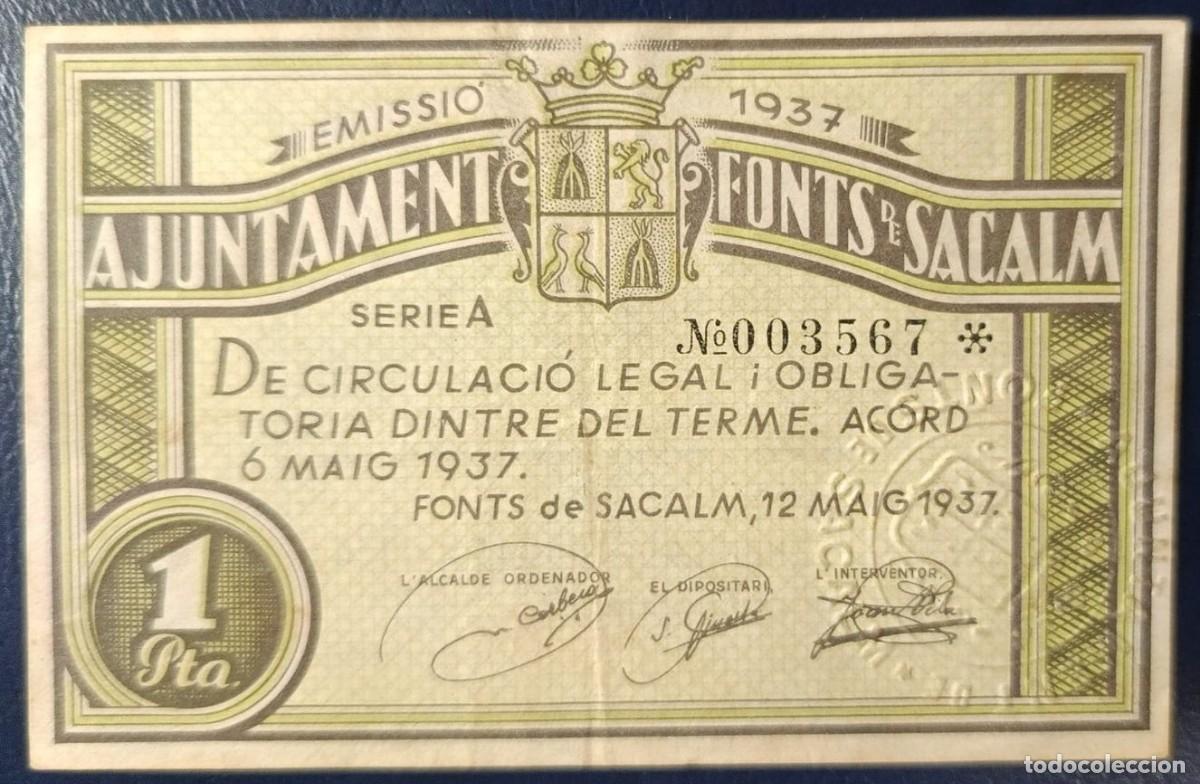 EMISSIÓ 1937
AJUNTAMENT FONTS DE SACALM
SERIE A
Nº 003567 *
DE CIRCULACIÓ LEGAL i OBLIGA-
TORIA DINTRE DEL TERME. ACORD
6 MAIG 1937.
FONTS de SACALM, 12 MAIG 1937.
L'ALCALDE ORDENADOR EL DIPOSITARI, L'INTERVENTOR,
1
Pta.
todocoleccion